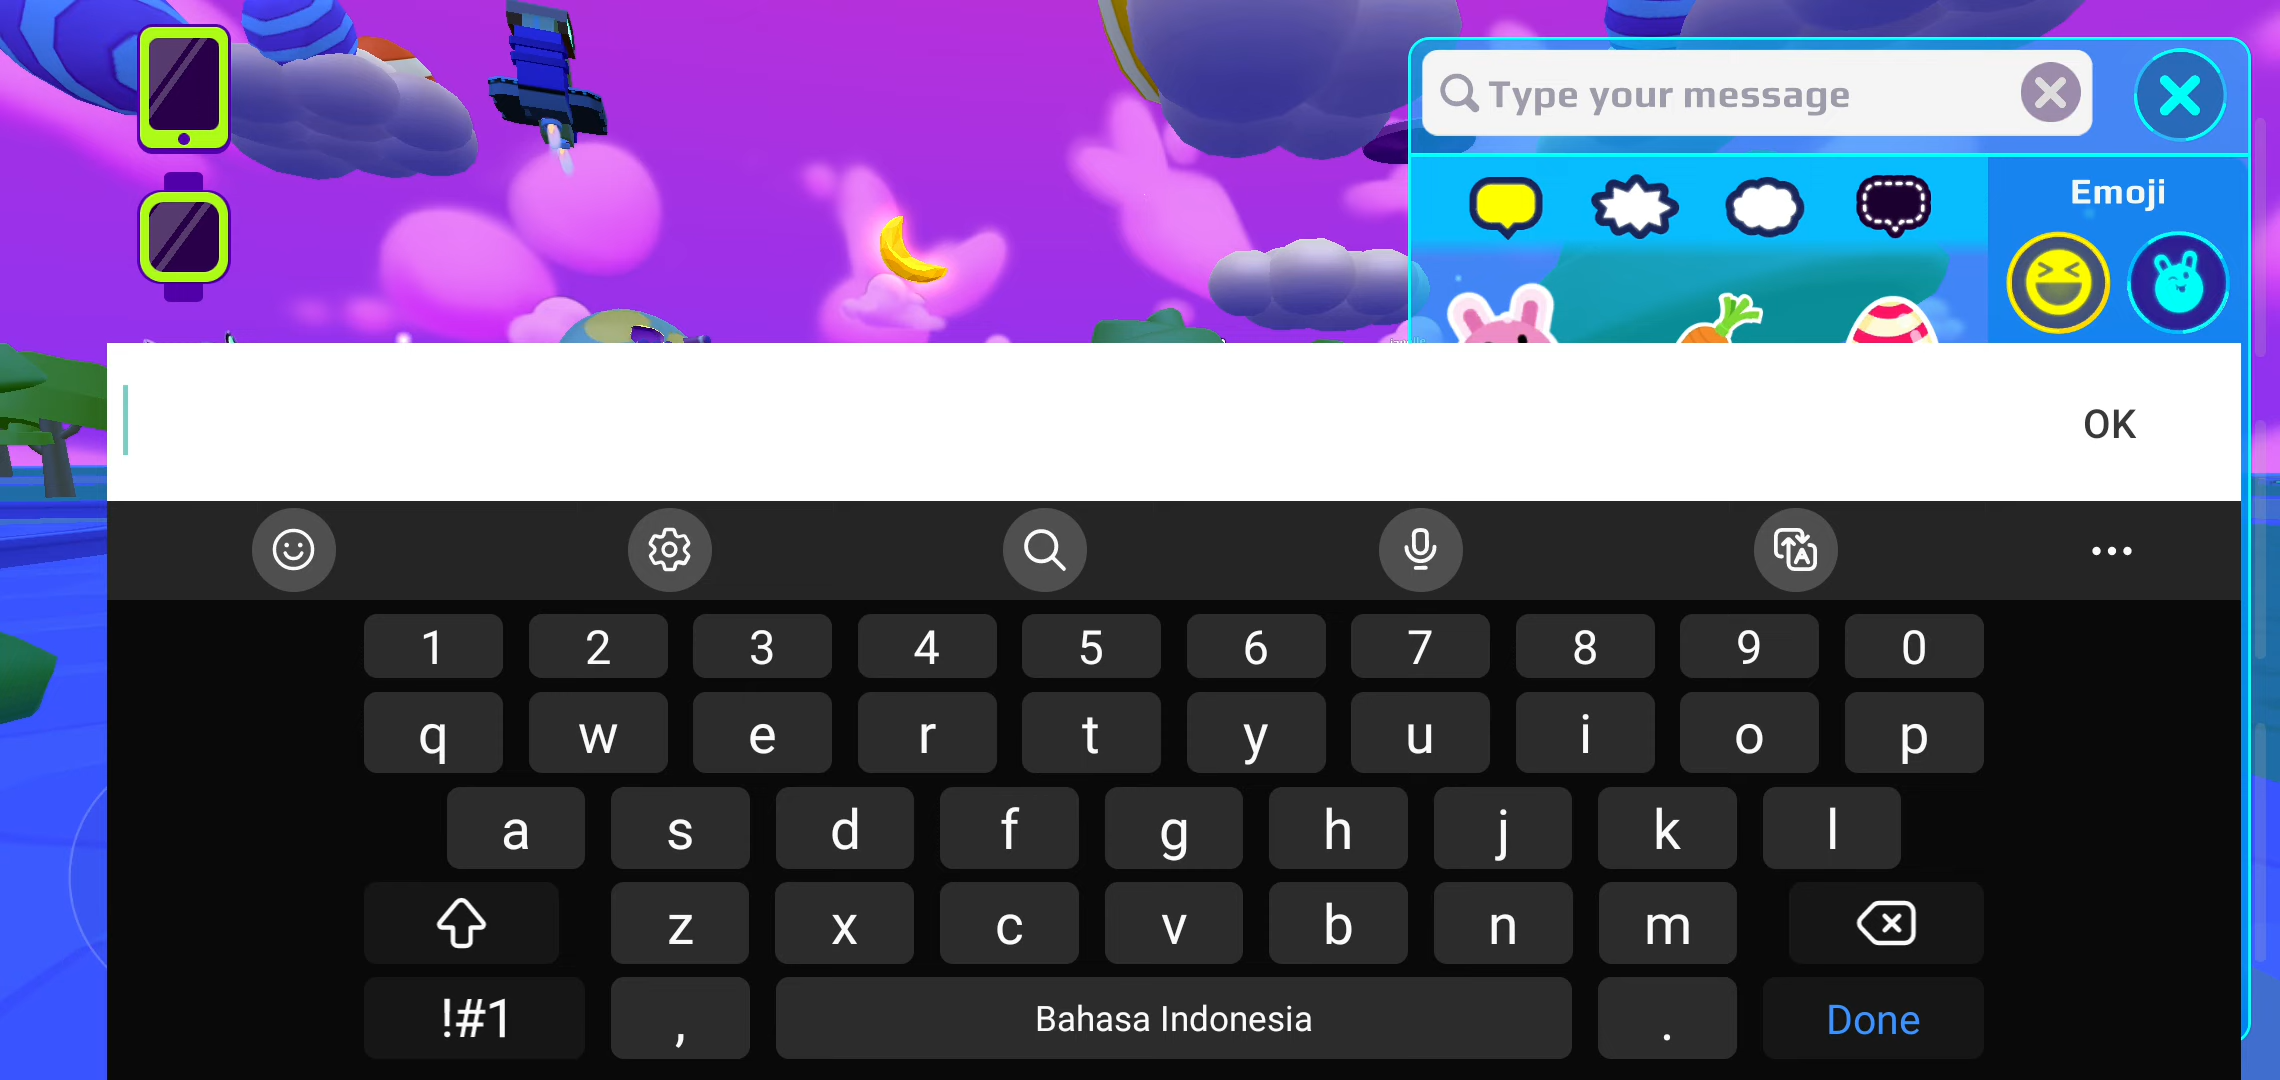 Type your message
Emoji
OK
1 2 3 4 5 6 7 8 9 0
q w e r t y u i o p
a s d f g h j k l
z x c v b n m
!#1 , Bahasa Indonesia . Done